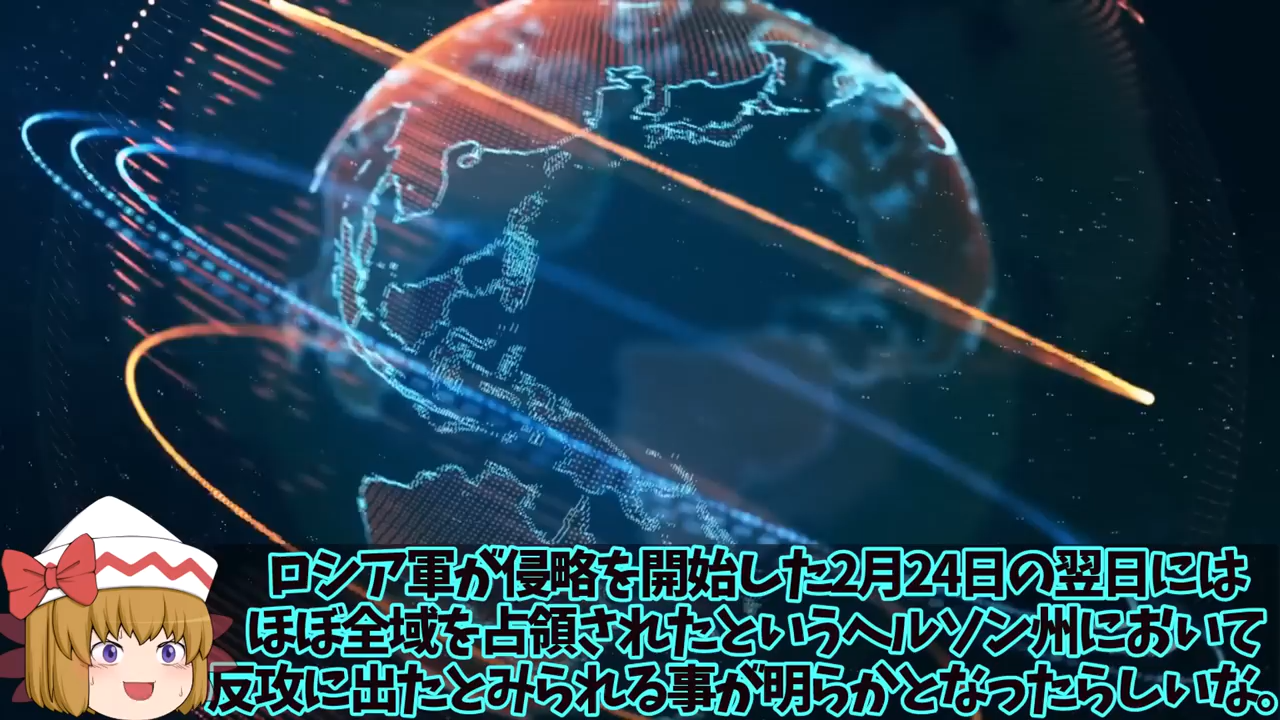 ロシア軍が侵略を開始した2月24日の翌日には
ほぼ全域を占領されたというヘルソン州において
反攻に出たとみられる事が明らかとなったらしいな。